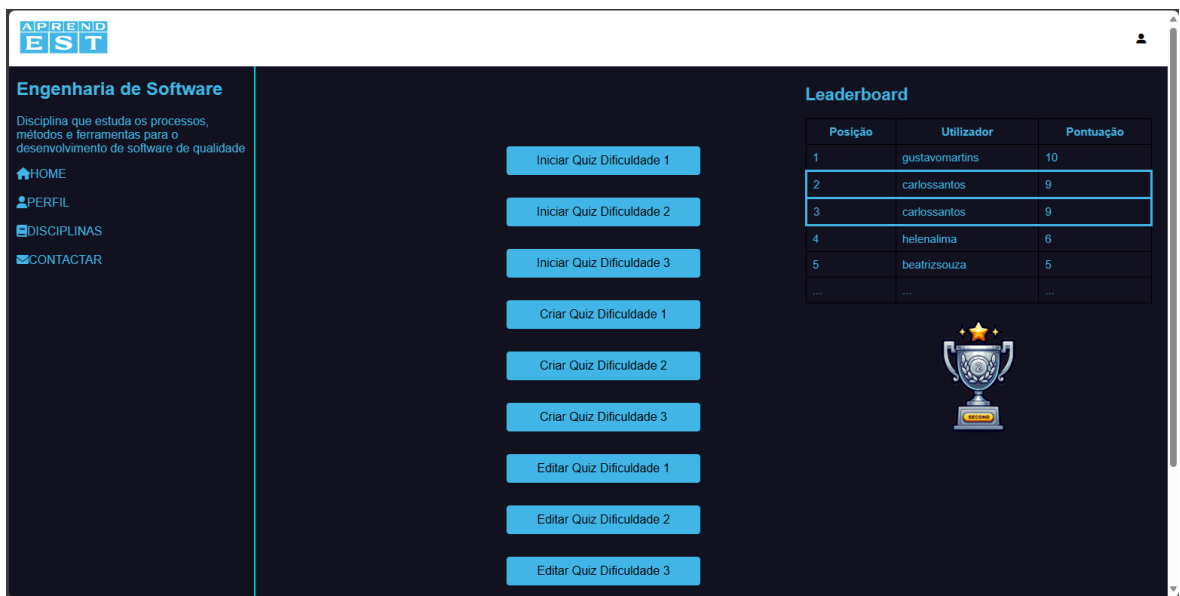 APREND
EST
Engenharia de Software
Disciplina que estuda os processos,
métodos e ferramentas para o
desenvolvimento de software de qualidade
HOME
PERFIL
DISCIPLINAS
CONTACTAR
Iniciar Quiz Dificuldade 1
Iniciar Quiz Dificuldade 2
Iniciar Quiz Dificuldade 3
Criar Quiz Dificuldade 1
Criar Quiz Dificuldade 2
Criar Quiz Dificuldade 3
Editar Quiz Dificuldade 1
Editar Quiz Dificuldade 2
Editar Quiz Dificuldade 3
Leaderboard
Posição Utilizador Pontuação
1 gustavomartins 10
2 carlossantos 9
3 carlossantos 9
4 helenalima 6
5 beatrizsouza 5
... ... ...
2
SECOND